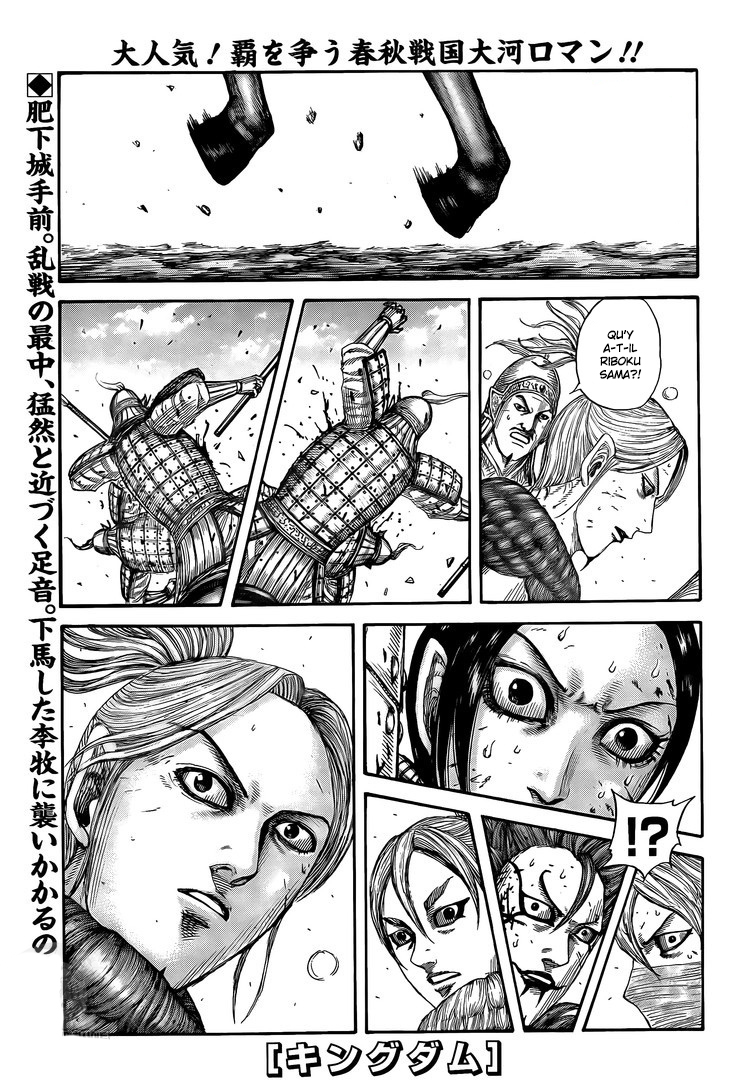 大人気!覇を争う春秋戦国大河ロマン!!
◆肥下城手前。乱戦の最中、猛然と近づく足音。下馬した李牧に襲いかかるの
QU'Y
A-T-IL
RIBOKU
SAMA?!
!?
[キングダム]